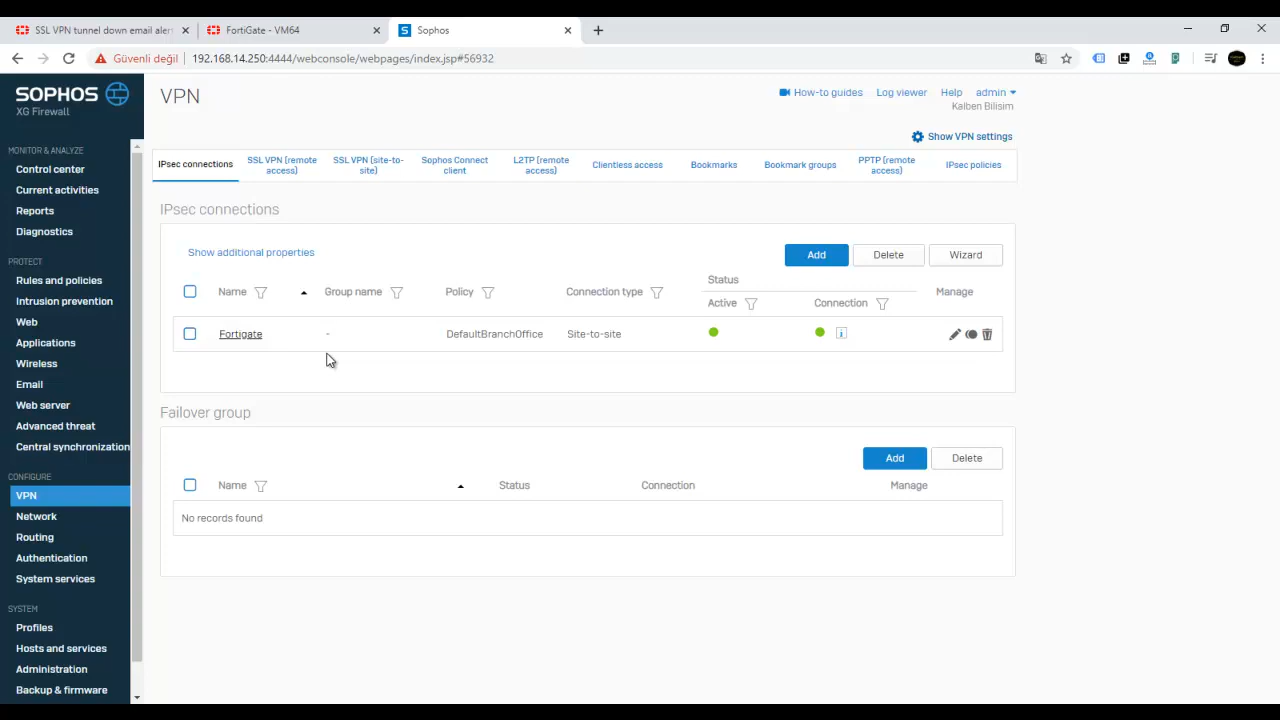 SSL VPN tunnel down email aler
FortiGate - VM64
Sophos
Güvenli değil
192.168.14.250:4444/webconsole/webpages/index.jsp#56932
SOPHOS
XG Firewall
MONITOR & ANALYZE
Control center
Current activities
Reports
Diagnostics
PROTECT
Rules and policies
Intrusion prevention
Web
Applications
Wireless
Email
Web server
Advanced threat
Central synchronization
CONFIGURE
VPN
Network
Routing
Authentication
System services
SYSTEM
Profiles
Hosts and services
Administration
Backup & firmware
VPN
How-to guides Log viewer Help admin
Kalben Bilisim
Show VPN settings
IPsec connections
SSL VPN (remote
access)
SSL VPN (site-to-
site)
Sophos Connect
client
L2TP (remote
access)
Clientless access
Bookmarks
Bookmark groups
PPTP (remote
access)
IPsec policies
IPsec connections
Show additional properties
Add Delete Wizard
Status
Name Group name Policy Connection type Manage
Active Connection
Fortigate - DefaultBranchOffice Site-to-site
Failover group
Add Delete
Name Status Connection Manage
No records found